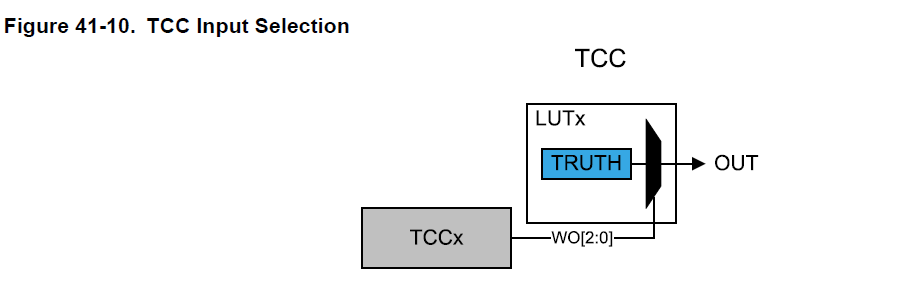 Figure 41-10. TCC Input Selection
TCC
LUTx
TRUTH
OUT
TCCx
WO[2:0]